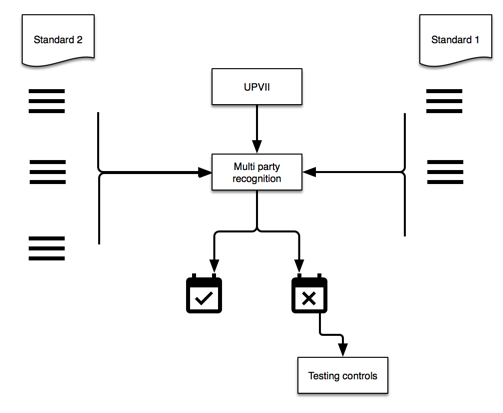 Standard 2
Standard 1
UPVII
Multi party
recognition
Testing controls